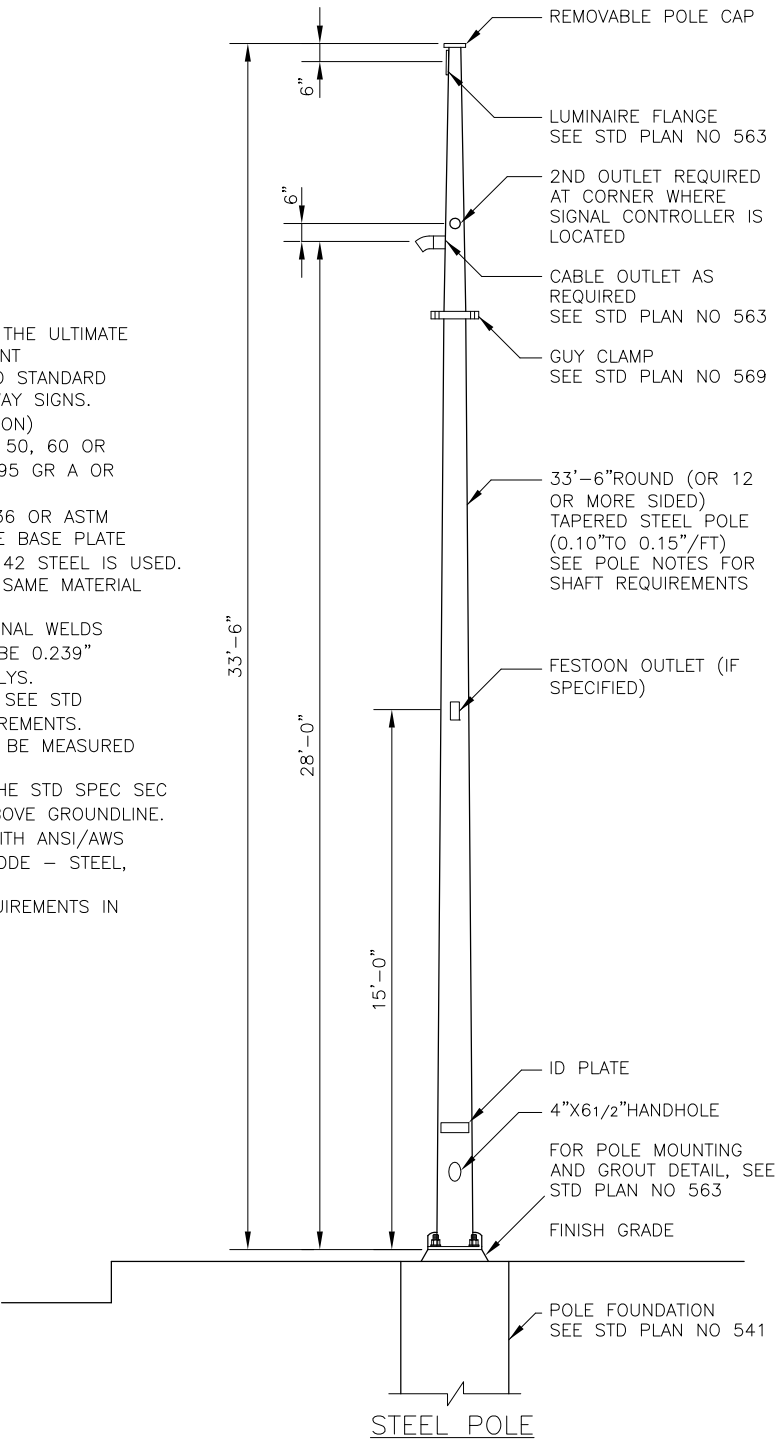 REMOVABLE POLE CAP
6"
LUMINAIRE FLANGE
SEE STD PLAN NO 563
2ND OUTLET REQUIRED
AT CORNER WHERE
SIGNAL CONTROLLER IS
LOCATED
6"
CABLE OUTLET AS
REQUIRED
SEE STD PLAN NO 563
GUY CLAMP
SEE STD PLAN NO 569
THE ULTIMATE
NT
O STANDARD
AY SIGNS.
ON)
50, 60 OR
95 GR A OR
36 OR ASTM
E BASE PLATE
42 STEEL IS USED.
SAME MATERIAL
NAL WELDS
BE 0.239"
LYS.
SEE STD
REMENTS.
BE MEASURED
HE STD SPEC SEC
BOVE GROUNDLINE.
ITH ANSI/AWS
ODE – STEEL,
UIREMENTS IN
33'-6"ROUND (OR 12
OR MORE SIDED)
TAPERED STEEL POLE
(0.10"TO 0.15"/FT)
SEE POLE NOTES FOR
SHAFT REQUIREMENTS
33'-6"
28'-0"
FESTOON OUTLET (IF
SPECIFIED)
15'-0"
ID PLATE
4"X61/2"HANDHOLE
FOR POLE MOUNTING
AND GROUT DETAIL, SEE
STD PLAN NO 563
FINISH GRADE
POLE FOUNDATION
SEE STD PLAN NO 541
STEEL POLE